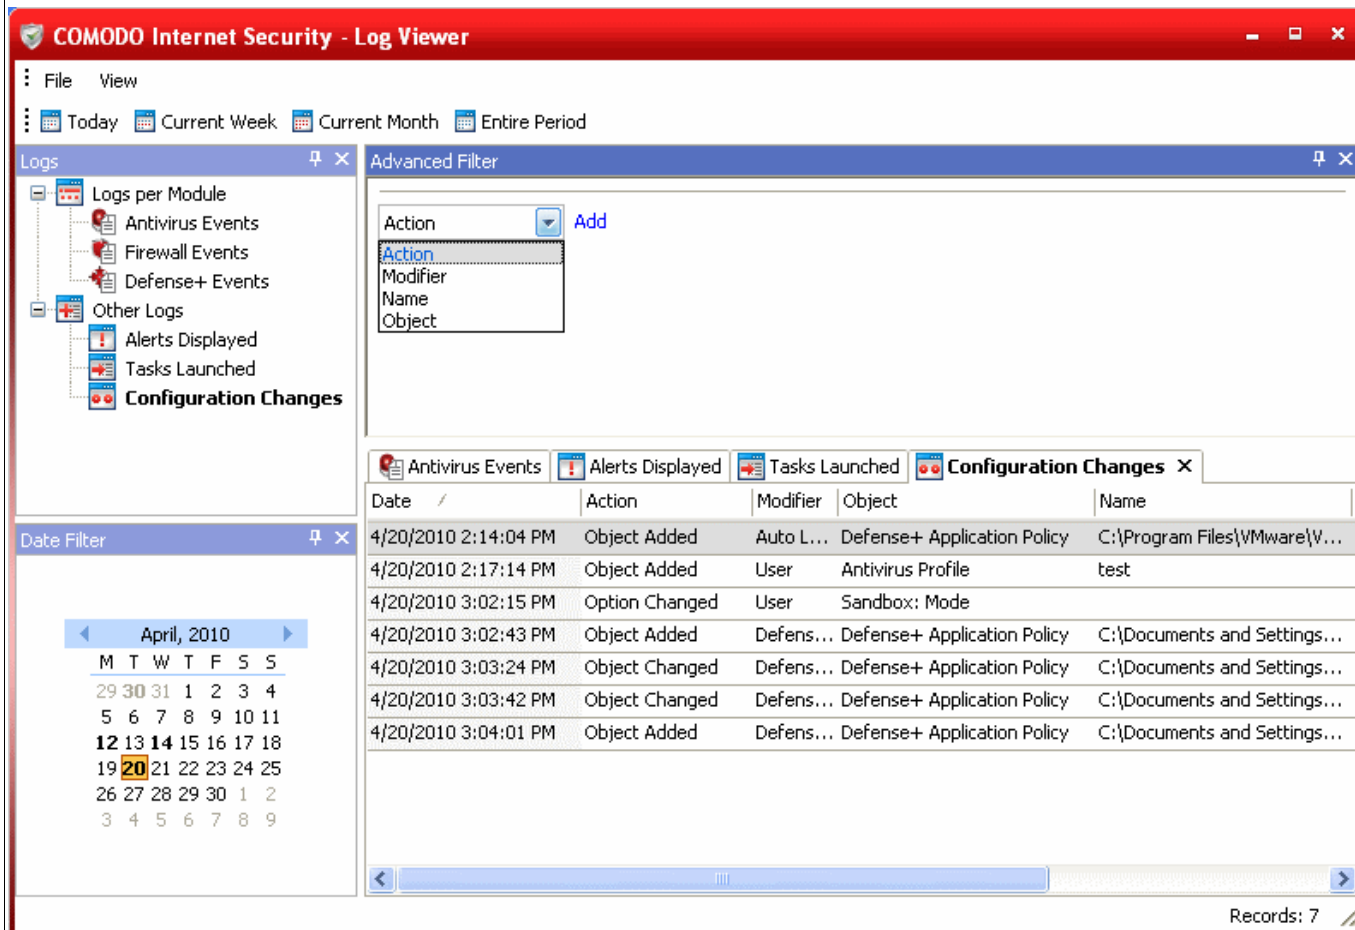 COMODO Internet Security - Log Viewer
File View
Today Current Week Current Month Entire Period
Logs
Logs per Module
Antivirus Events
Firewall Events
Defense+ Events
Other Logs
Alerts Displayed
Tasks Launched
Configuration Changes
Advanced Filter
Action Add
Action
Modifier
Name
Object
Date Filter
April, 2010
M T W T F S S
29 30 31 1 2 3 4
5 6 7 8 9 10 11
12 13 14 15 16 17 18
19 20 21 22 23 24 25
26 27 28 29 30 1 2
3 4 5 6 7 8 9
Antivirus Events Alerts Displayed Tasks Launched Configuration Changes
Date Action Modifier Object Name
4/20/2010 2:14:04 PM Object Added Auto L... Defense+ Application Policy C:\Program Files\VMware\V...
4/20/2010 2:17:14 PM Object Added User Antivirus Profile test
4/20/2010 3:02:15 PM Option Changed User Sandbox: Mode
4/20/2010 3:02:43 PM Object Added Defens... Defense+ Application Policy C:\Documents and Settings...
4/20/2010 3:03:24 PM Object Changed Defens... Defense+ Application Policy C:\Documents and Settings...
4/20/2010 3:03:42 PM Object Changed Defens... Defense+ Application Policy C:\Documents and Settings...
4/20/2010 3:04:01 PM Object Added Defens... Defense+ Application Policy C:\Documents and Settings...
Records: 7